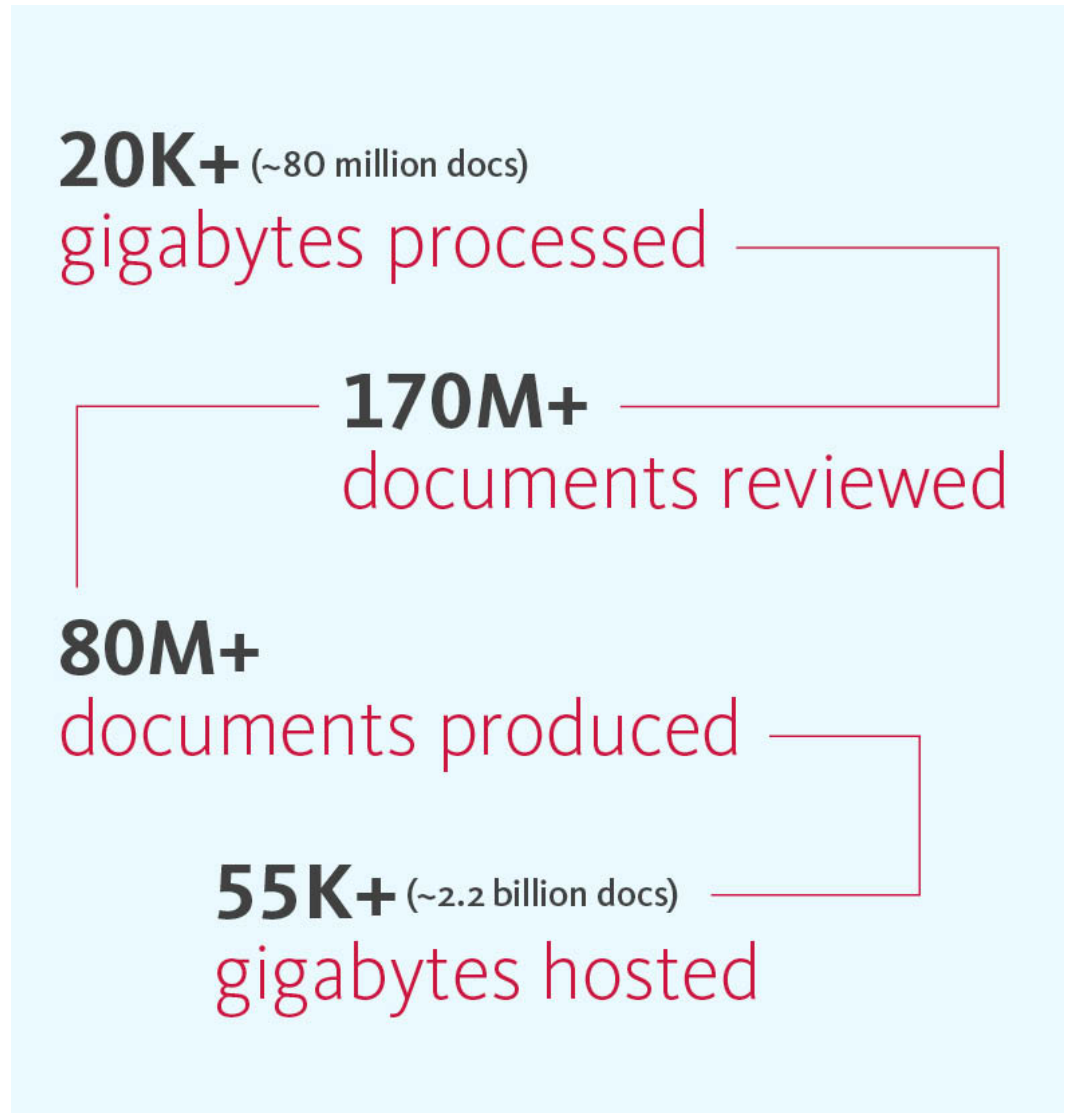 20K+ (~80 million docs)
gigabytes processed
170M+
documents reviewed
80M+
documents produced
55K+ (~2.2 billion docs)
gigabytes hosted